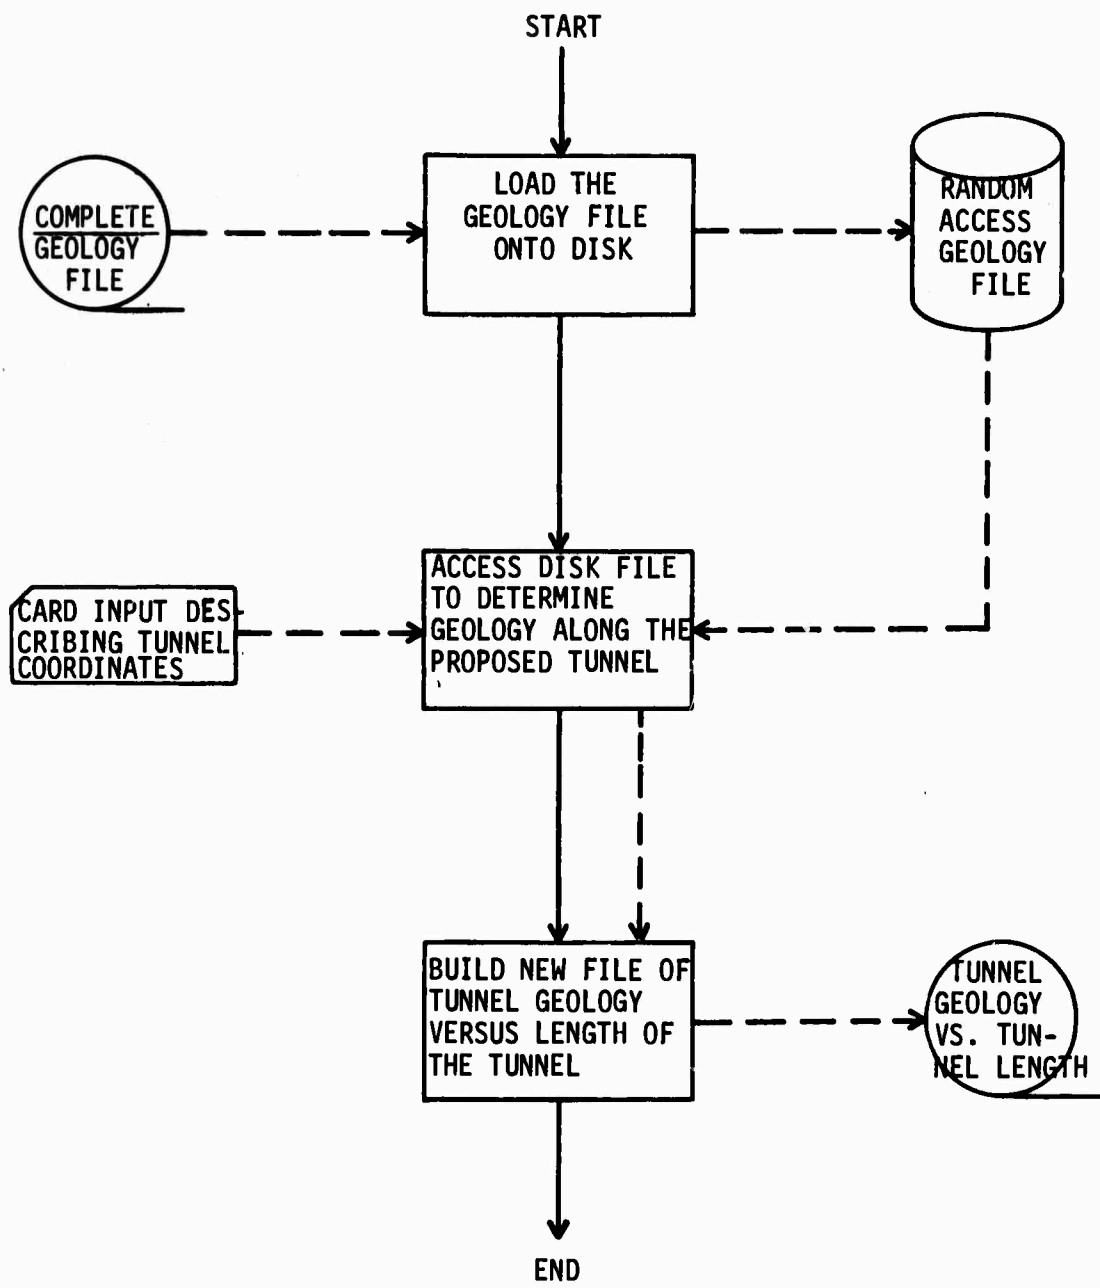 START
COMPLETE
GEOLOGY
FILE
LOAD THE
GEOLOGY FILE
ONTO DISK
RANDOM
ACCESS
GEOLOGY
FILE
CARD INPUT DES-
CRIBING TUNNEL
COORDINATES
ACCESS DISK FILE
TO DETERMINE
GEOLOGY ALONG THE
PROPOSED TUNNEL
BUILD NEW FILE OF
TUNNEL GEOLOGY
VERSUS LENGTH OF
THE TUNNEL
TUNNEL
GEOLOGY
VS. TUN-
NEL LENGTH
END